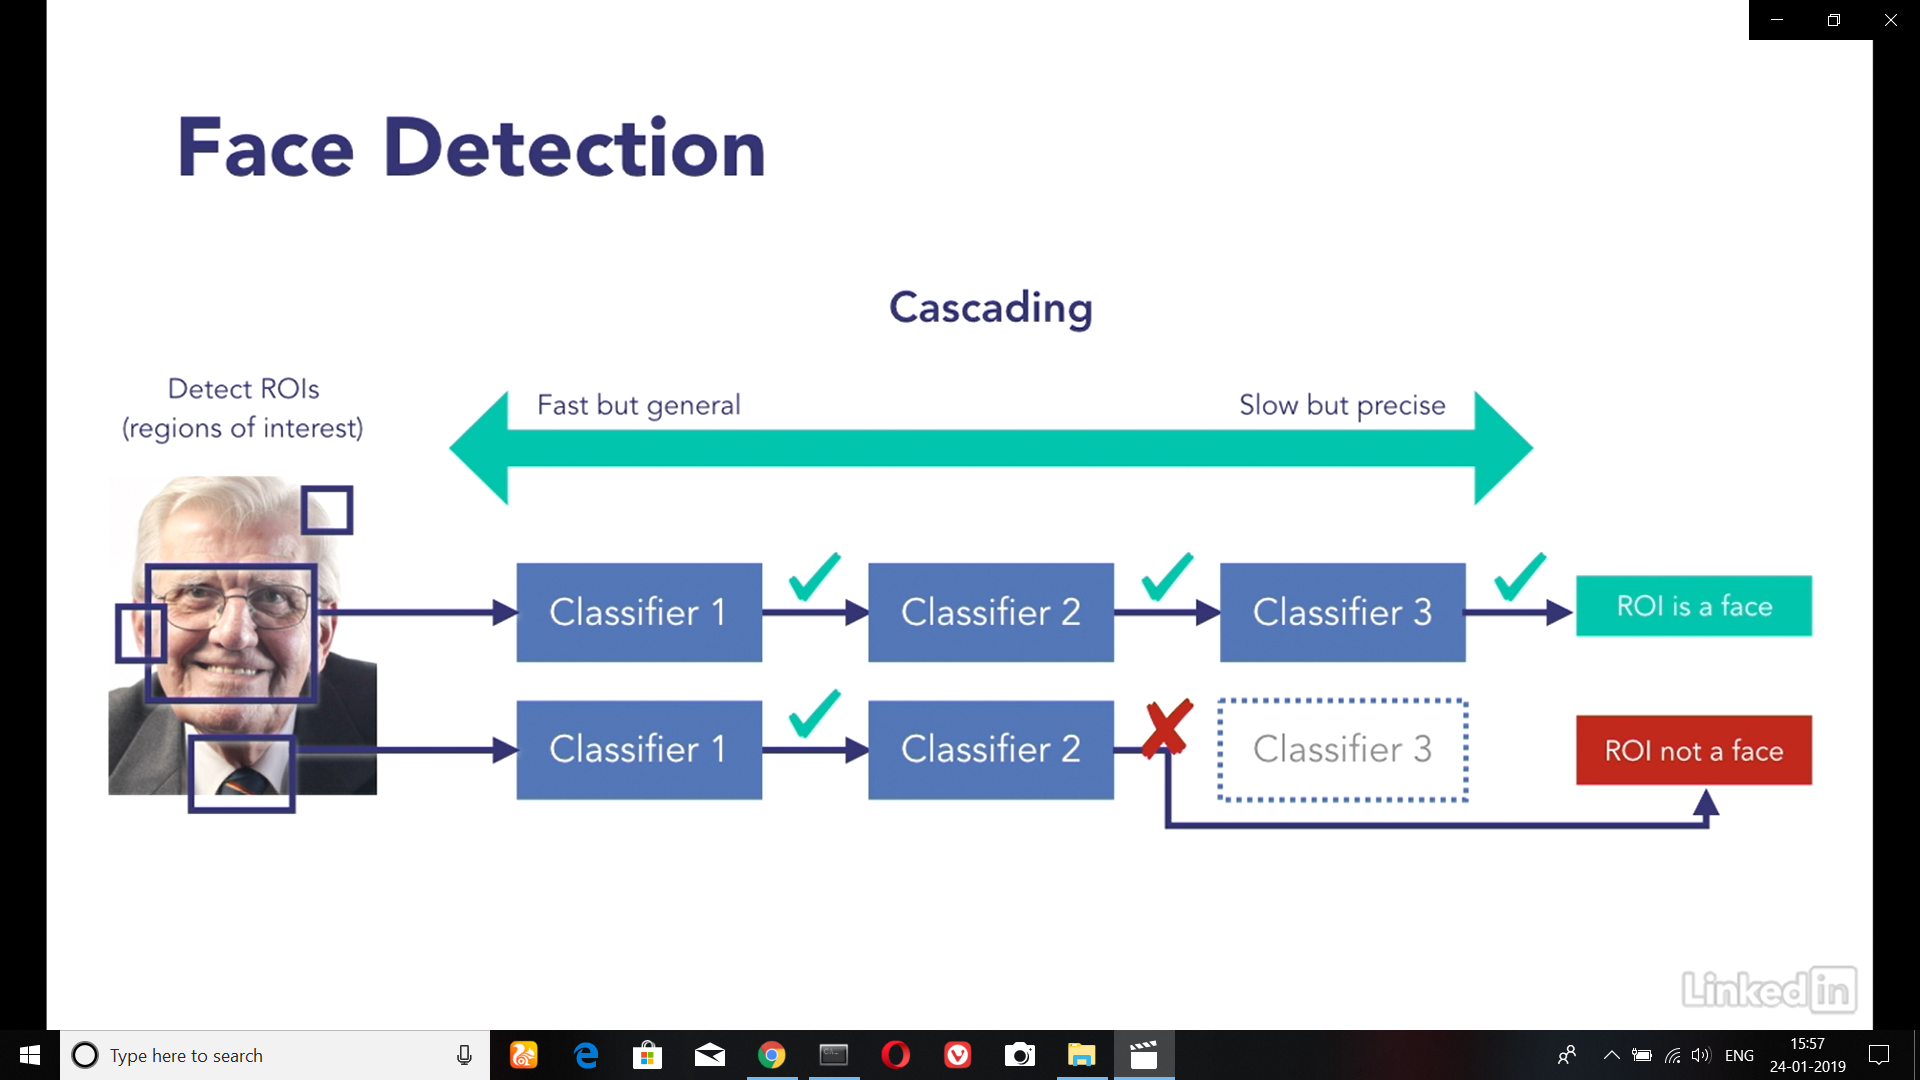 Face Detection
Cascading
Detect ROIs
(regions of interest)
Fast but general
Slow but precise
Classifier 1
Classifier 2
Classifier 3
ROI is a face
Classifier 1
Classifier 2
Classifier 3
ROI not a face
Linked in
Type here to search
ENG
15:57
24-01-2019